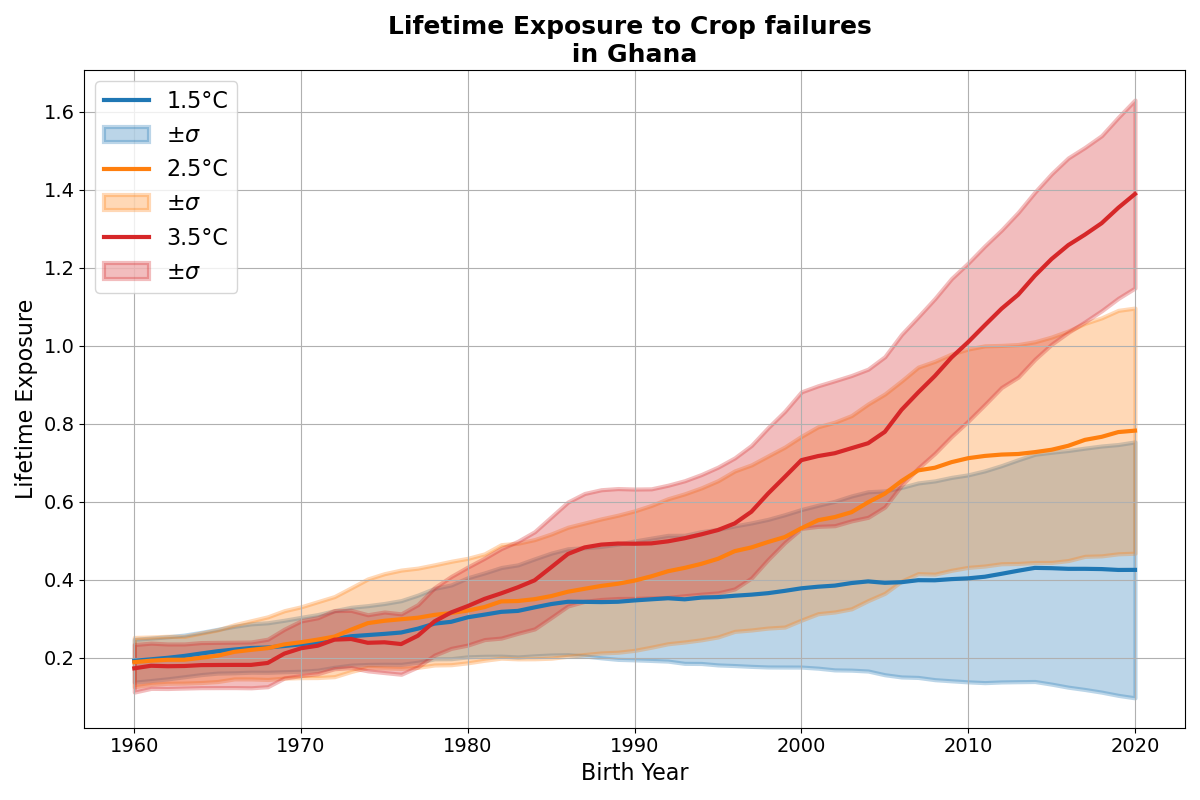 Lifetime Exposure to Crop failures
in Ghana
1.5°C
±σ
2.5°C
±σ
3.5°C
±σ
Lifetime Exposure
1.6
1.4
1.2
1.0
0.8
0.6
0.4
0.2
1960 1970 1980 1990 2000 2010 2020
Birth Year